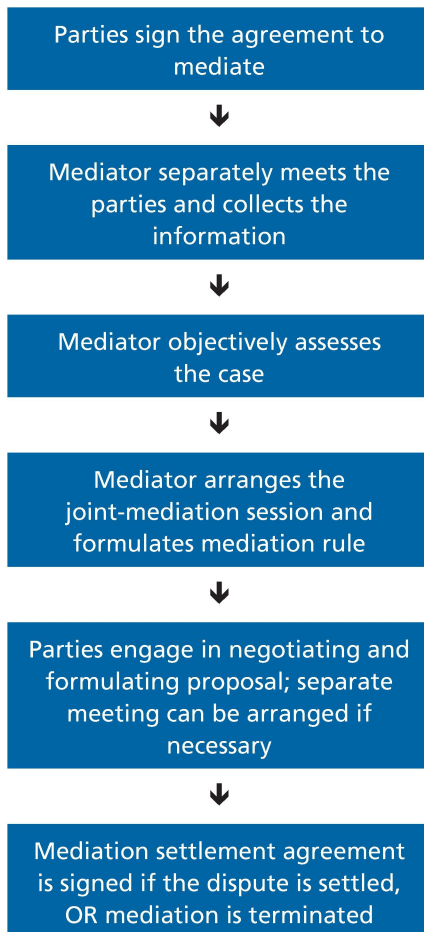 Parties sign the agreement to
mediate
Mediator separately meets the
parties and collects the
information
Mediator objectively assesses
the case
Mediator arranges the
joint-mediation session and
formulates mediation rule
Parties engage in negotiating and
formulating proposal; separate
meeting can be arranged if
necessary
Mediation settlement agreement
is signed if the dispute is settled,
OR mediation is terminated